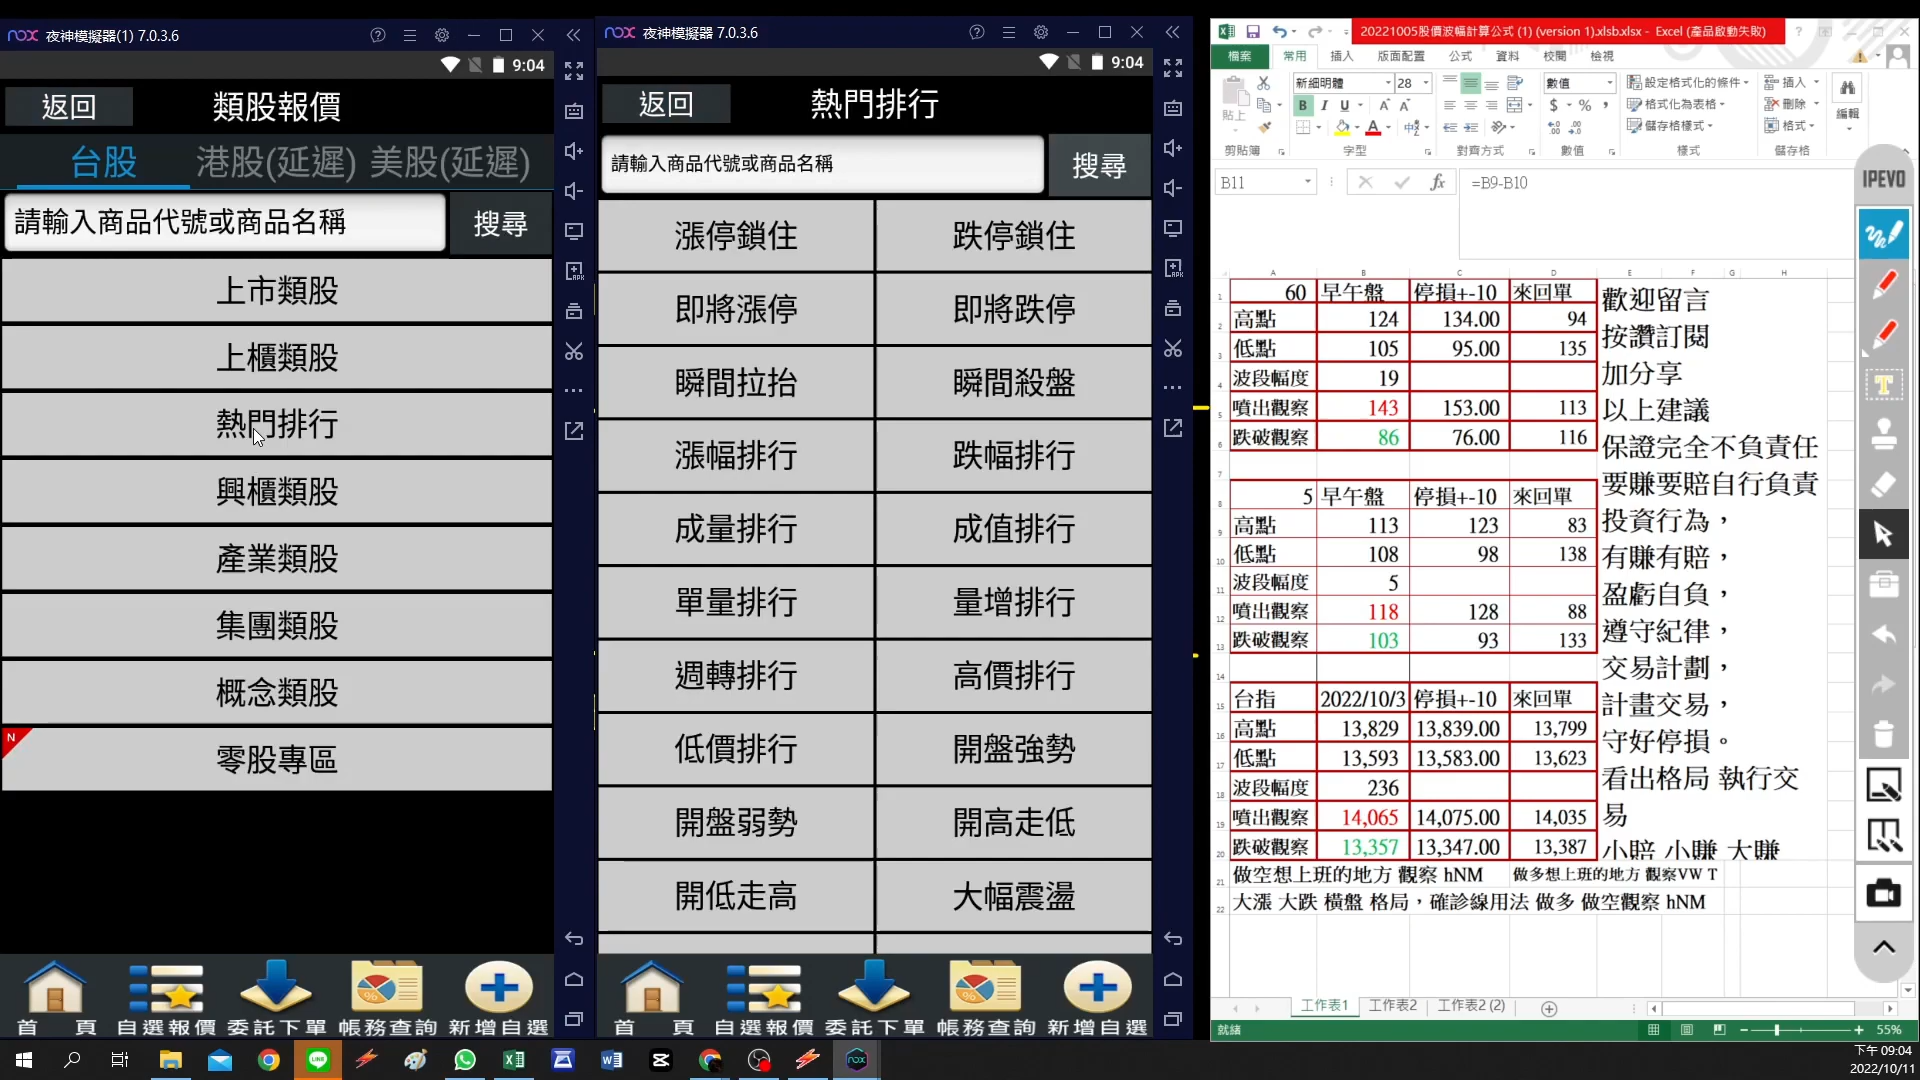 夜神模擬器(1) 7.0.3.6
9:04
返回
類股報價
台股 港股(延遲) 美股(延遲)
請輸入商品代號或商品名稱
搜尋
上市類股
上櫃類股
熱門排行
興櫃類股
產業類股
集團類股
概念類股
N
零股專區
首 頁 自選報價 委託下單 帳務查詢 新增自選
nox 夜神模擬器 7.0.3.6
9:04
返回
熱門排行
請輸入商品代號或商品名稱
搜尋
漲停鎖住 跌停鎖住
即將漲停 即將跌停
瞬間拉抬 瞬間殺盤
漲幅排行 跌幅排行
成量排行 成值排行
單量排行 量增排行
週轉排行 高價排行
低價排行 開盤強勢
開盤弱勢 開高走低
開低走高 大幅震盪
首 頁 自選報價 委託下單 帳務查詢 新增自選
20221005股價波幅計算公式 (1) (version 1).xlsb.xlsx - Excel (產品啟動失敗)
檔案 常用 插入 版面配置 公式 資料 校閱 檢視
貼上
新細明體 28
B I U
數值
設定格式化的條件
格式化為表格
儲存格樣式
插入
刪除
格式
編輯
剪貼簿 字型 對齊方式 數值 樣式 儲存格
B11
=B9-B10
A B C D E F G H
1 60 早午盤 停損+-10 來回單
2 高點 124 134.00 94
3 低點 105 95.00 135
4 波段幅度 19
5 噴出觀察 143 153.00 113
6 跌破觀察 86 76.00 116
7
8 5 早午盤 停損+-10 來回單
9 高點 113 123 83
10 低點 108 98 138
11 波段幅度 5
12 噴出觀察 118 128 88
13 跌破觀察 103 93 133
14
15 台指 2022/10/3 停損+-10 來回單
16 高點 13,829 13,839.00 13,799
17 低點 13,593 13,583.00 13,623
18 波段幅度 236
19 噴出觀察 14,065 14,075.00 14,035
20 跌破觀察 13,357 13,347.00 13,387
21 做空想上班的地方 觀察 hNM 做多想上班的地方 觀察VW T
22 大漲 大跌 橫盤 格局，確診線用法 做多 做空觀察 hNM
歡迎留言
按讚訂閱
加分享
以上建議
保證完全不負責任
要賺要賠自行負責
投資行為，
有賺有賠，
盈虧自負，
遵守紀律，
交易計劃，
計畫交易，
守好停損。
看出格局 執行交
易
小賠 小賺 大賺
工作表1 工作表2 工作表2 (2)
就緒
55%
IPEVO
下午 09:04
2022/10/11